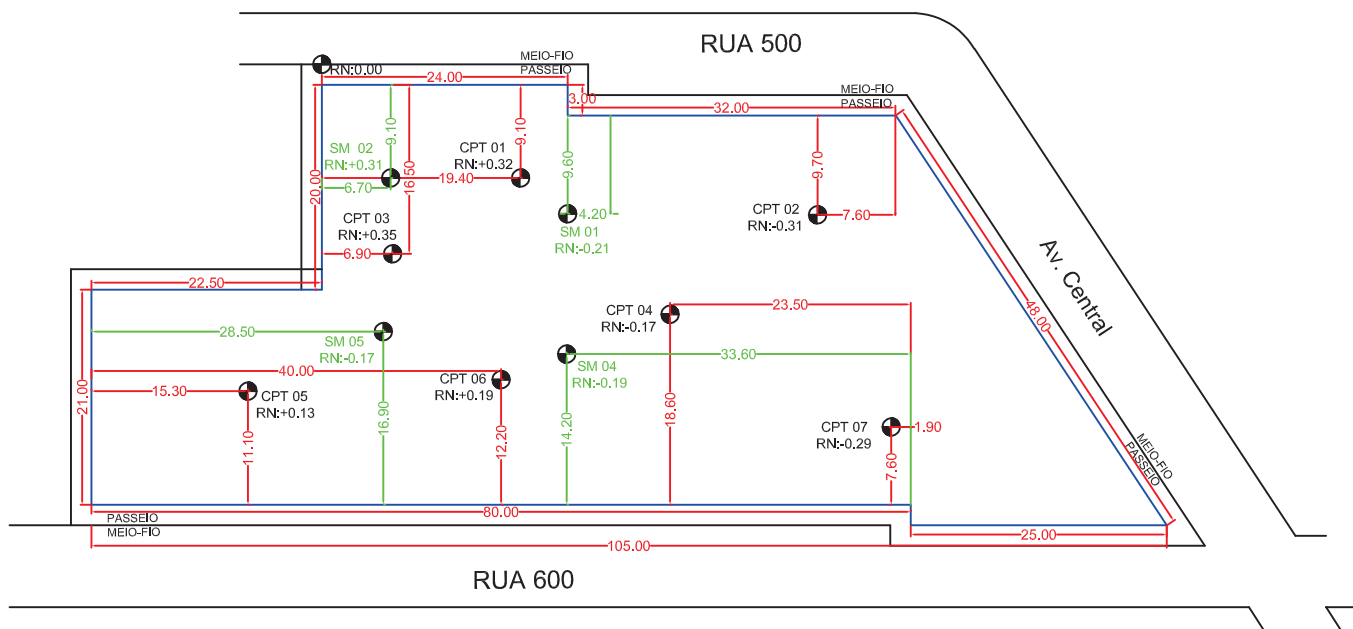 RUA 500
MEIO-FIO
PASSEIO
RN:0.00
24.00
3.00
MEIO-FIO
PASSEIO
32.00
9.10
9.10
SM 02
RN:+0.31
CPT 01
RN:+0.32
16.50
19.40
6.70
20.00
9.60
4.20
SM 01
RN:-0.21
9.70
CPT 02
RN:-0.31
7.60
CPT 03
RN:+0.35
6.90
22.50
Av. Central
48.00
23.50
CPT 04
RN:-0.17
28.50
SM 05
RN:-0.17
33.60
SM 04
RN:-0.19
40.00
CPT 06
RN:+0.19
15.30
CPT 05
RN:+0.13
21.00
11.10
16.90
12.20
14.20
18.60
CPT 07
RN:-0.29
1.90
7.60
MEIO-FIO
PASSEIO
80.00
PASSEIO
MEIO-FIO
25.00
105.00
RUA 600